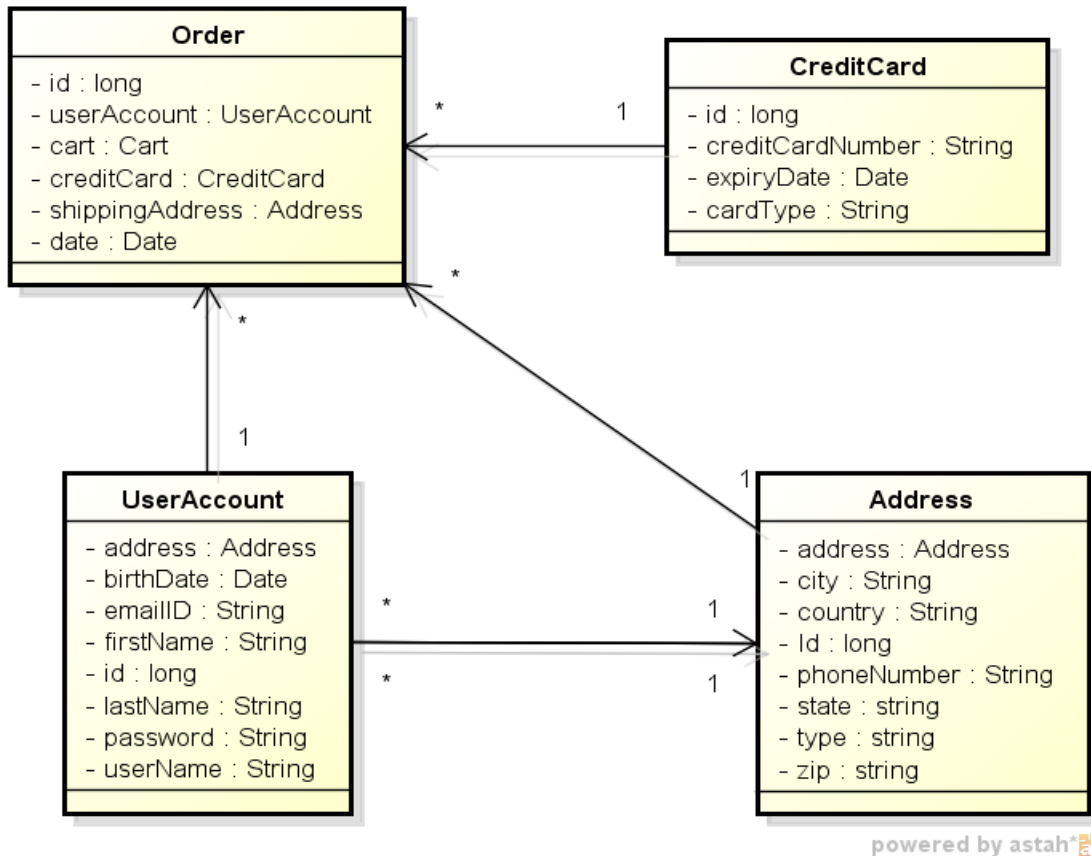 Order
- id : long
- userAccount : UserAccount
- cart : Cart
- creditCard : CreditCard
- shippingAddress : Address
- date : Date
CreditCard
- id : long
- creditCardNumber : String
- expiryDate : Date
- cardType : String
*
1
*
*
1
1
UserAccount
- address : Address
- birthDate : Date
- emailID : String
- firstName : String
- id : long
- lastName : String
- password : String
- userName : String
*
1
*
1
Address
- address : Address
- city : String
- country : String
- Id : long
- phoneNumber : String
- state : string
- type : string
- zip : string
powered by astah*